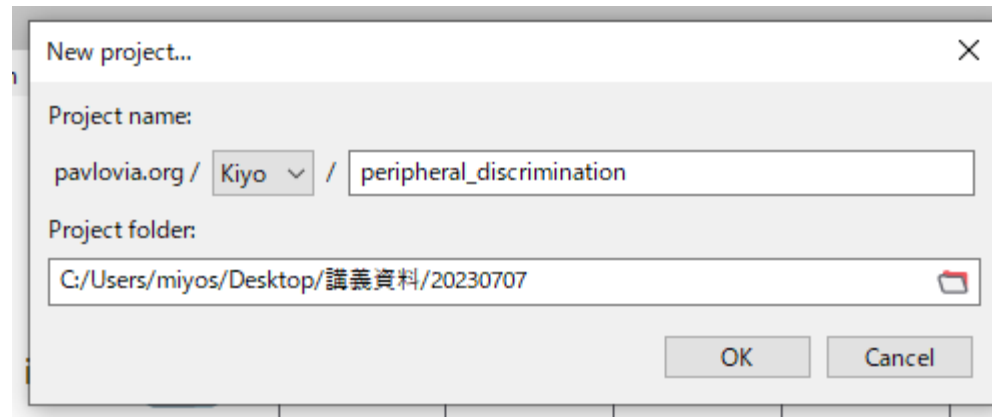 New project...
Project name:
pavlovia.org / Kiyo / peripheral_discrimination
Project folder:
C:/Users/miyos/Desktop/講義資料/20230707
OK Cancel